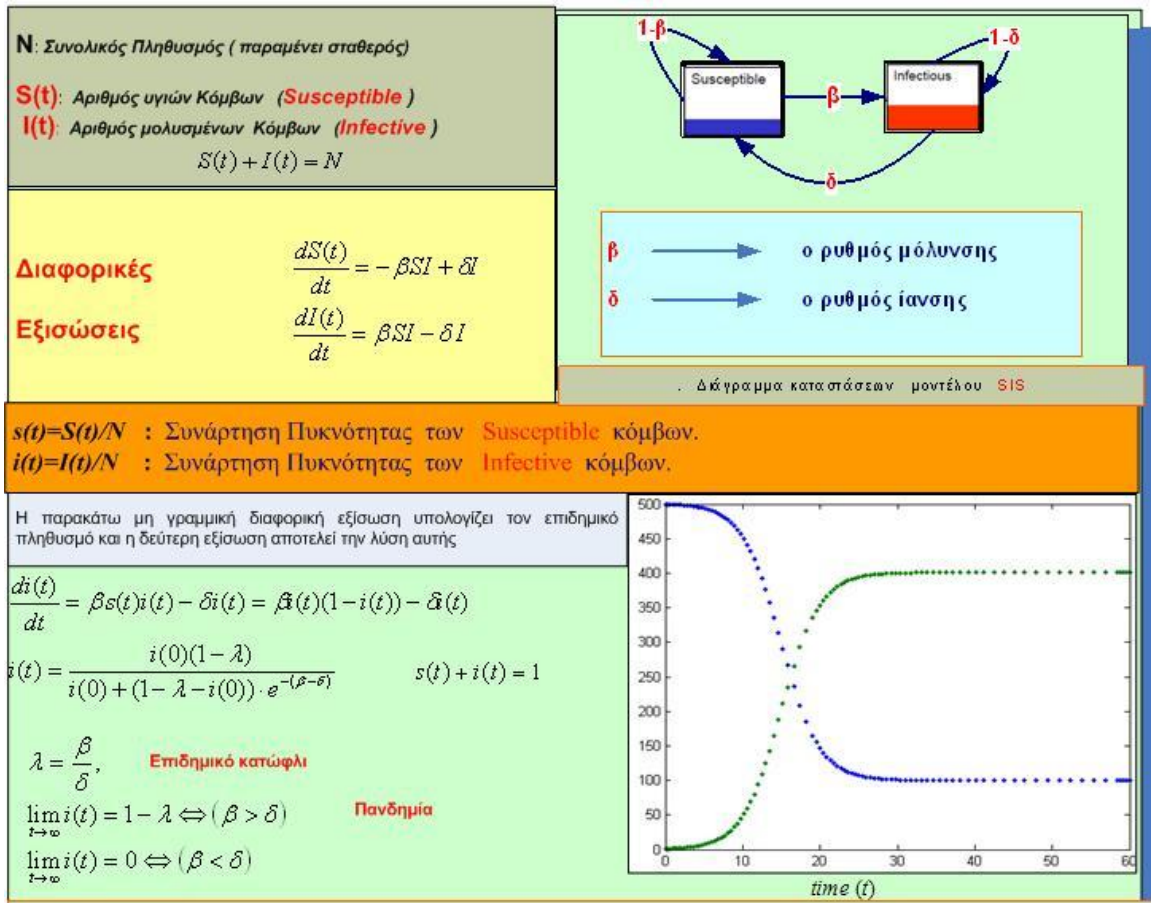 N: Συνολικός Πληθυσμός ( παραμένει σταθερός)
S(t): Αριθμός υγιών Κόμβων (Susceptible )
I(t): Αριθμός μολυσμένων Κόμβων (Infective )
S(t) + I(t) = N
1-β
1-δ
Susceptible
Infectious
β
δ
Διαφορικές
Εξισώσεις
dS(t)/dt = - βSI + δI
dI(t)/dt = βSI - δ I
β ο ρυθμός μόλυνσης
δ ο ρυθμός ίανσης
. Διάγραμμα καταστάσεων μοντέλου SIS
s(t)=S(t)/N : Συνάρτηση Πυκνότητας των Susceptible κόμβων.
i(t)=I(t)/N : Συνάρτηση Πυκνότητας των Infective κόμβων.
Η παρακάτω μη γραμμική διαφορική εξίσωση υπολογίζει τον επιδημικό
πληθυσμό και η δεύτερη εξίσωση αποτελεί την λύση αυτής
di(t)/dt = βs(t)i(t) - δi(t) = βi(t)(1 - i(t)) - δi(t)
i(t) = i(0)(1 - λ) / i(0) + (1 - λ - i(0)) · e^-(β-δ) s(t) + i(t) = 1
λ = β/δ, Επιδημικό κατώφλι
lim t→∞ i(t) = 1 - λ ⇔ (β > δ) Πανδημία
lim t→∞ i(t) = 0 ⇔ (β < δ)
500
450
400
350
300
250
200
150
100
50
0
0 10 20 30 40 50 60
time (t)